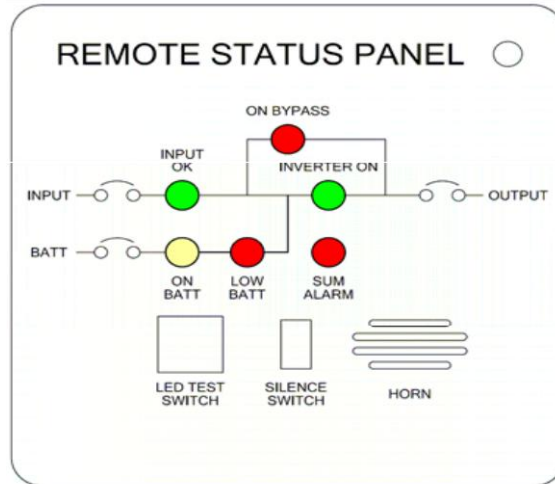 REMOTE STATUS PANEL
ON BYPASS
INPUT
OK
INVERTER ON
INPUT
OUTPUT
BATT
ON
BATT
LOW
BATT
SUM
ALARM
LED TEST
SWITCH
SILENCE
SWITCH
HORN